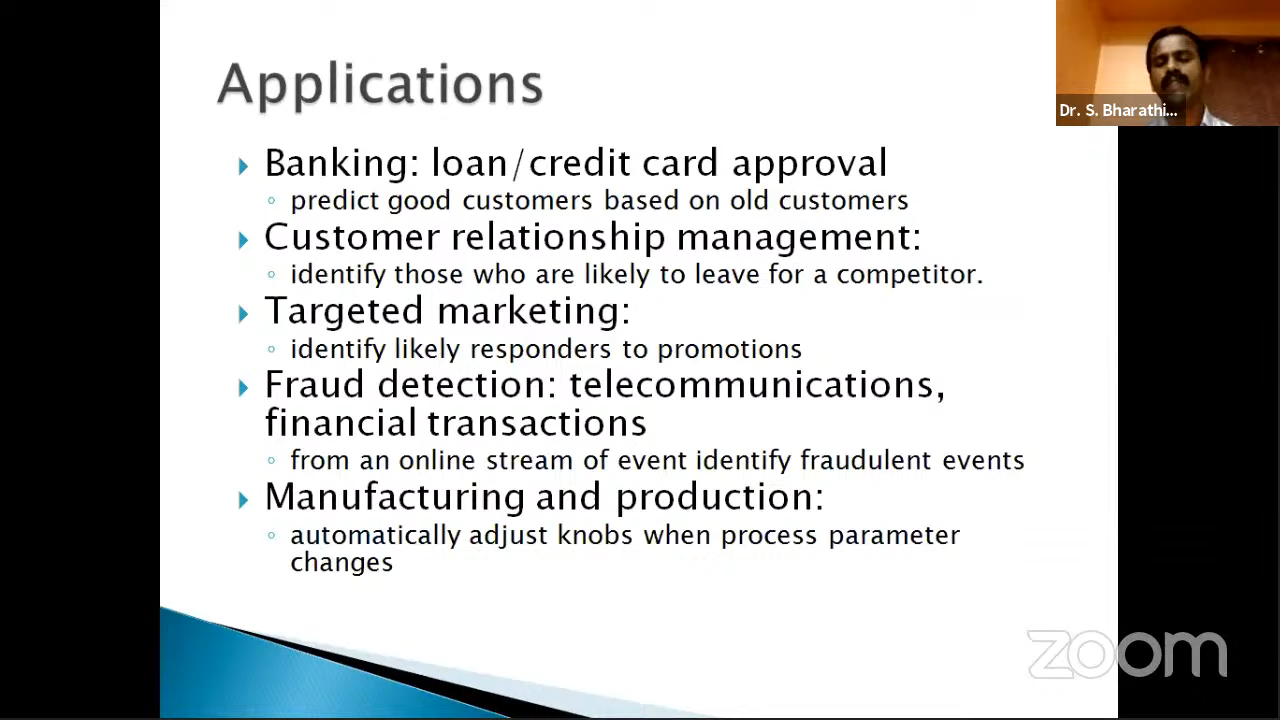 Applications
Banking: loan/credit card approval
predict good customers based on old customers
Customer relationship management:
identify those who are likely to leave for a competitor.
Targeted marketing:
identify likely responders to promotions
Fraud detection: telecommunications,
financial transactions
from an online stream of event identify fraudulent events
Manufacturing and production:
automatically adjust knobs when process parameter
changes
Dr. S. Bharathi...
zoom